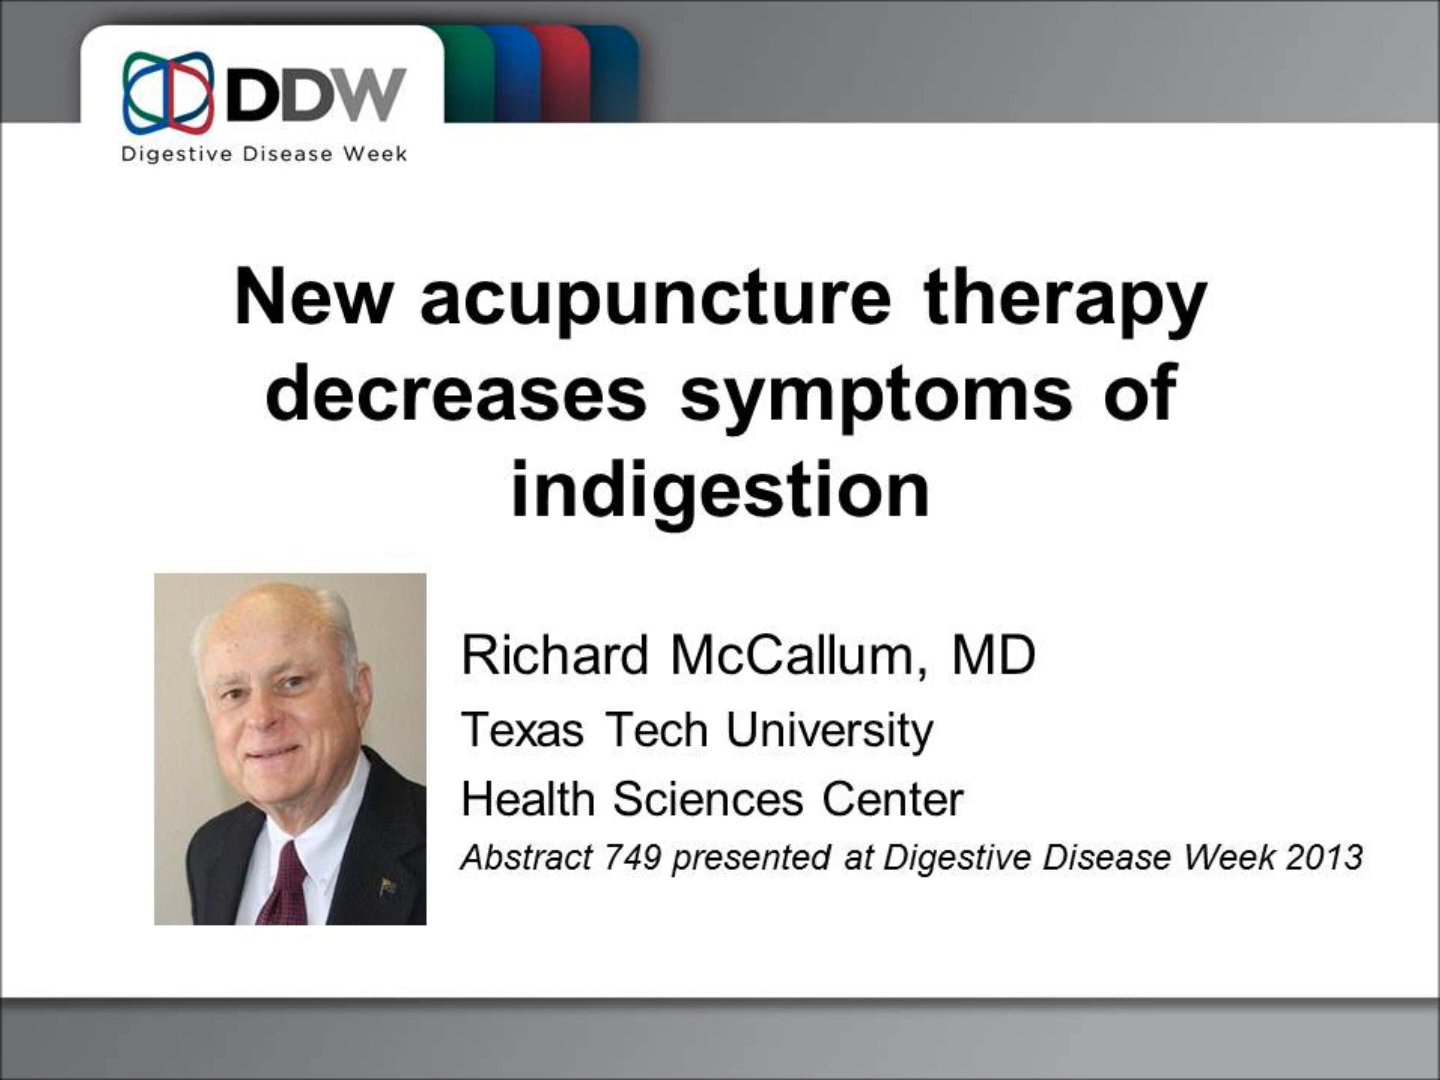 DDW
Digestive Disease Week
New acupuncture therapy
decreases symptoms of
indigestion
Richard McCallum, MD
Texas Tech University
Health Sciences Center
Abstract 749 presented at Digestive Disease Week 2013